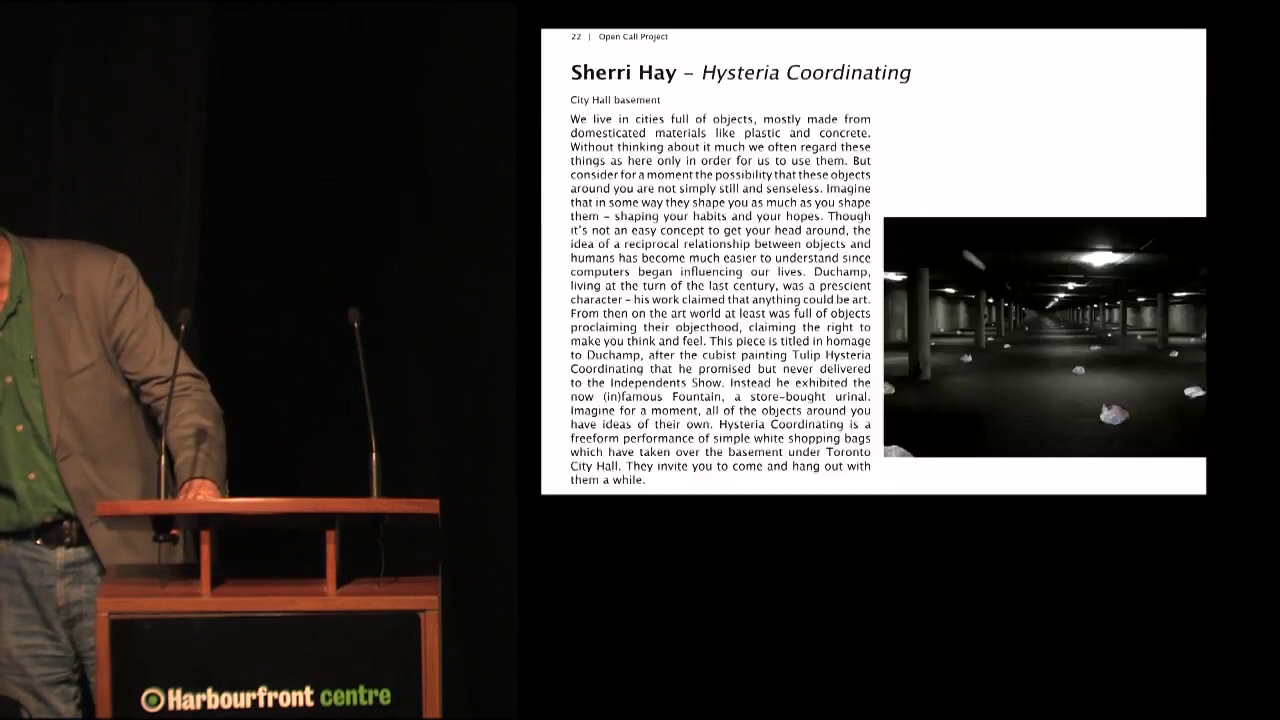 22 | Open Call Project
Sherri Hay – Hysteria Coordinating
City Hall basement
We live in cities full of objects, mostly made from
domesticated materials like plastic and concrete.
Without thinking about it much we often regard these
things as here only in order for us to use them. But
consider for a moment the possibility that these objects
around you are not simply still and senseless. Imagine
that in some way they shape you as much as you shape
them – shaping your habits and your hopes. Though
it's not an easy concept to get your head around, the
idea of a reciprocal relationship between objects and
humans has become much easier to understand since
computers began influencing our lives. Duchamp,
living at the turn of the last century, was a prescient
character – his work claimed that anything could be art.
From then on the art world at least was full of objects
proclaiming their objecthood, claiming the right to
make you think and feel. This piece is titled in homage
to Duchamp, after the cubist painting Tulip Hysteria
Coordinating that he promised but never delivered
to the Independents Show. Instead he exhibited the
now (in)famous Fountain, a store-bought urinal.
Imagine for a moment, all of the objects around you
have ideas of their own. Hysteria Coordinating is a
freeform performance of simple white shopping bags
which have taken over the basement under Toronto
City Hall. They invite you to come and hang out with
them a while.
Harbourfront centre